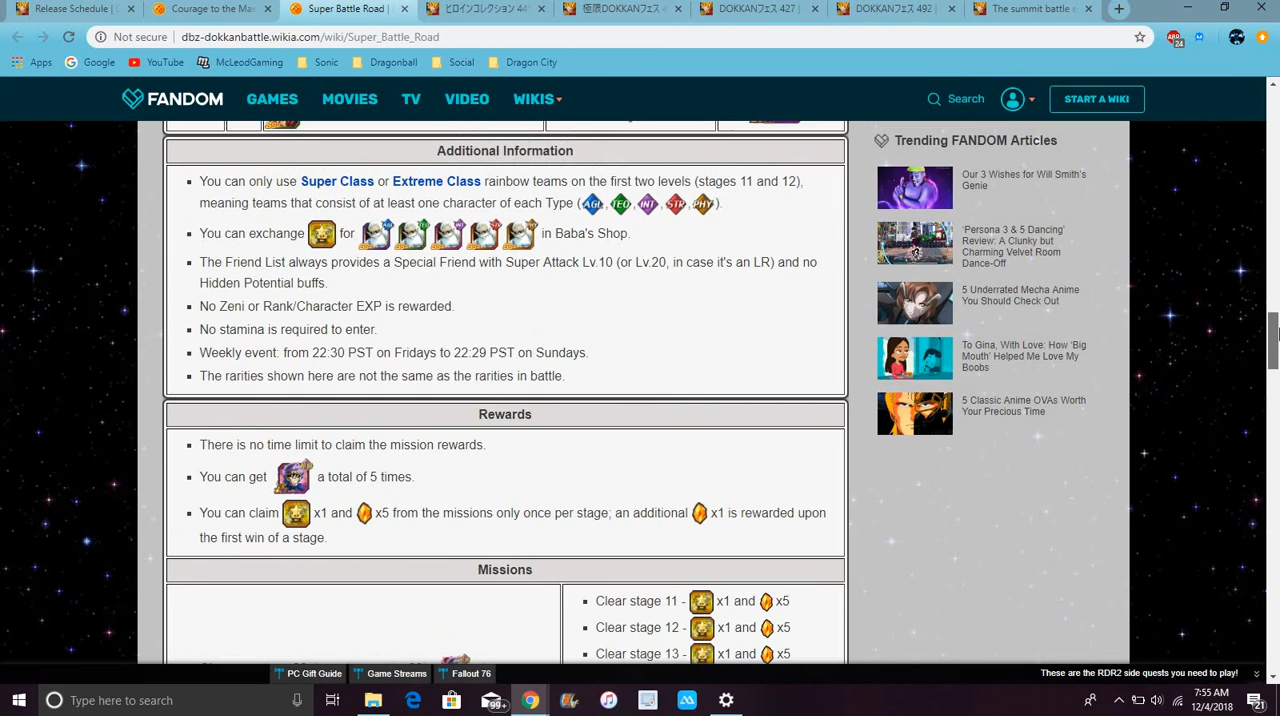 Release Schedule | 
Courage to the Ma
Super Battle Road |
ヒロインコレクション 44
極限DOKKANフェス 4
DOKKANフェス 427 |
DOKKANフェス 492 |
The summit battle e
Not secure | dbz-dokkanbattle.wikia.com/wiki/Super_Battle_Road
24
Apps Google YouTube McLeodGaming Sonic Dragonball Social Dragon City
FANDOM GAMES MOVIES TV VIDEO WIKIS Search START A WIKI
Additional Information
You can only use Super Class or Extreme Class rainbow teams on the first two levels (stages 11 and 12),
meaning teams that consist of at least one character of each Type (AGL, TEQ, INT, STR, PHY).
You can exchange for in Baba's Shop.
The Friend List always provides a Special Friend with Super Attack Lv.10 (or Lv.20, in case it's an LR) and no
Hidden Potential buffs.
No Zeni or Rank/Character EXP is rewarded.
No stamina is required to enter.
Weekly event: from 22:30 PST on Fridays to 22:29 PST on Sundays.
The rarities shown here are not the same as the rarities in battle.
Rewards
There is no time limit to claim the mission rewards.
You can get a total of 5 times.
You can claim x1 and x5 from the missions only once per stage; an additional x1 is rewarded upon
the first win of a stage.
Missions
Clear stage 11 - x1 and x5
Clear stage 12 - x1 and x5
Clear stage 13 - x1 and x5
Trending FANDOM Articles
Our 3 Wishes for Will Smith's
Genie
'Persona 3 & 5 Dancing'
Review: A Clunky but
Charming Velvet Room
Dance-Off
5 Underrated Mecha Anime
You Should Check Out
To Gina, With Love: How 'Big
Mouth' Helped Me Love My
Boobs
5 Classic Anime OVAs Worth
Your Precious Time
PC Gift Guide Game Streams Fallout 76 These are the RDR2 side quests you need to play!
Type here to search
99+
7:55 AM
12/4/2018
21